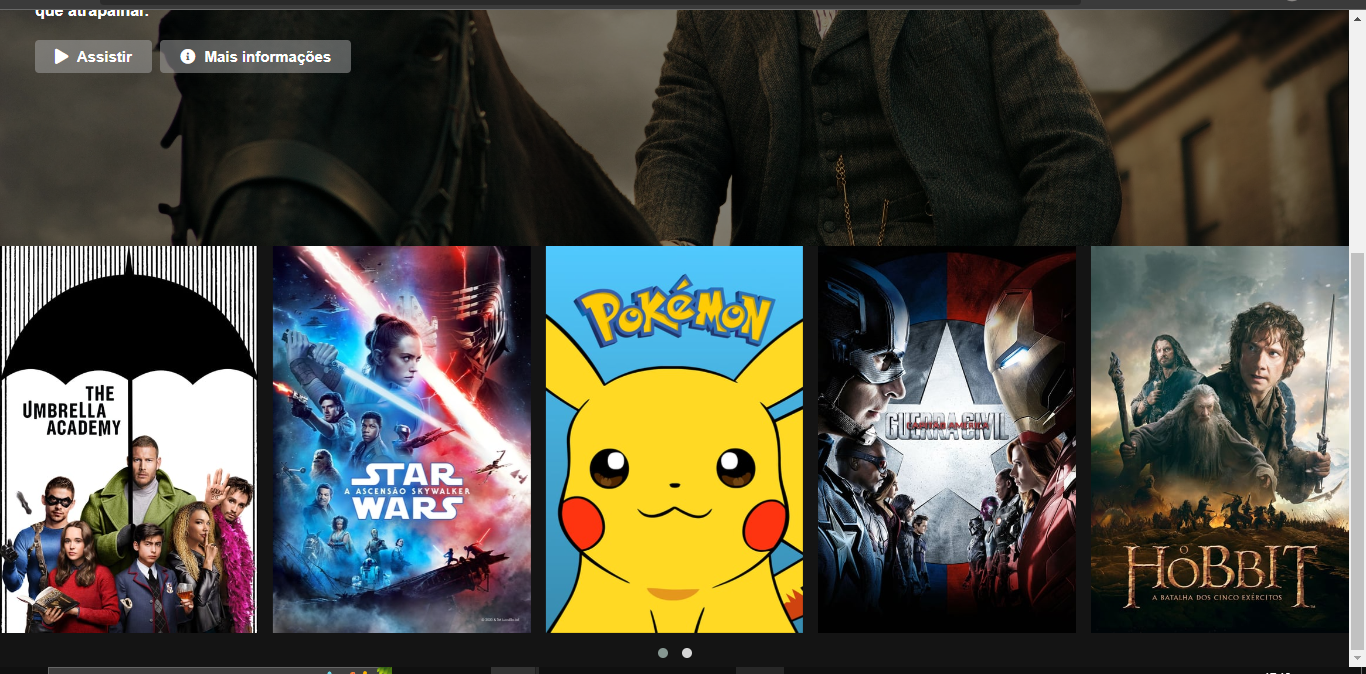 que atrapalhar.
Assistir
Mais informações
THE
UMBRELLA
ACADEMY
STAR
A ASCENSÃO SKYWALKER
WARS
POKÉMON
CAPITÃO AMÉRICA
GUERRA CIVIL
O
HOBBIT
A BATALHA DOS CINCO EXÉRCITOS